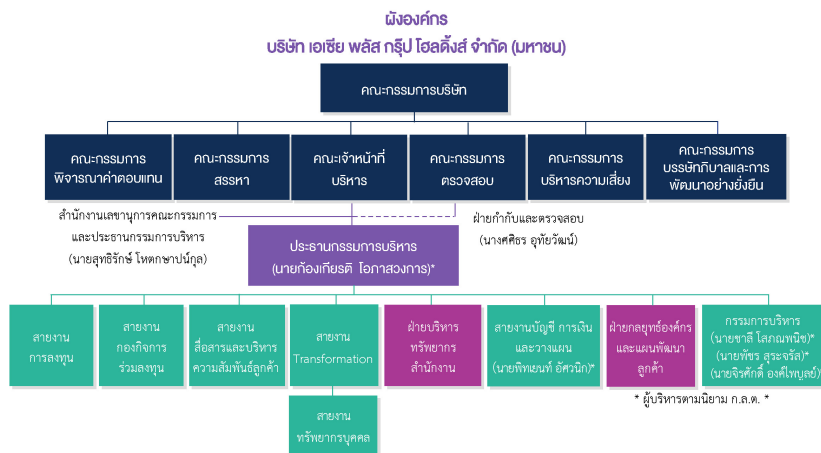 ผังองค์กร
บริษัท เอเซีย พลัส กรุ๊ป โฮลดิ้งส์ จำกัด (มหาชน)
คณะกรรมการบริษัท
คณะกรรมการ
พิจารณาค่าตอบแทน
คณะกรรมการ
สรรหา
คณะเจ้าหน้าที่
บริหาร
คณะกรรมการ
ตรวจสอบ
คณะกรรมการ
บริหารความเสี่ยง
คณะกรรมการ
บรรษัทภิบาลและการ
พัฒนาอย่างยั่งยืน
สำนักงานเลขานุการคณะกรรมการ
และประธานกรรมการบริหาร
(นายสุทธิรักษ์ โหตกษาปน์กุล)
ฝ่ายกำกับและตรวจสอบ
(นางศศิธร อุทัยวัฒน์)
ประธานกรรมการบริหาร
(นายก้องเกียรติ โอภาสวงการ)*
สายงาน
การลงทุน
สายงาน
กองกิจการ
ร่วมลงทุน
สายงาน
สื่อสารและบริหาร
ความสัมพันธ์ลูกค้า
สายงาน
Transformation
ฝ่ายบริหาร
ทรัพยากร
สำนักงาน
สายงานบัญชี การเงิน
และวางแผน
(นายพิทเยนท์ อัศวนิก)*
ฝ่ายกลยุทธ์องค์กร
และแผนพัฒนา
ลูกค้า
กรรมการบริหาร
(นายชาลี โสภณพนิช)*
(นายพัชร สุระจรัส)*
(นายจิรศักดิ์ องค์ไพบูลย์)*
* ผู้บริหารตามนิยาม ก.ล.ต. *
สายงาน
ทรัพยากรบุคคล